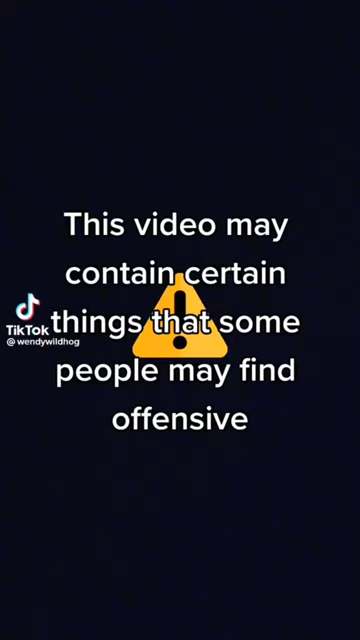 This video may
contain certain
things that some
people may find
offensive
TikTok
@ wendywildhog